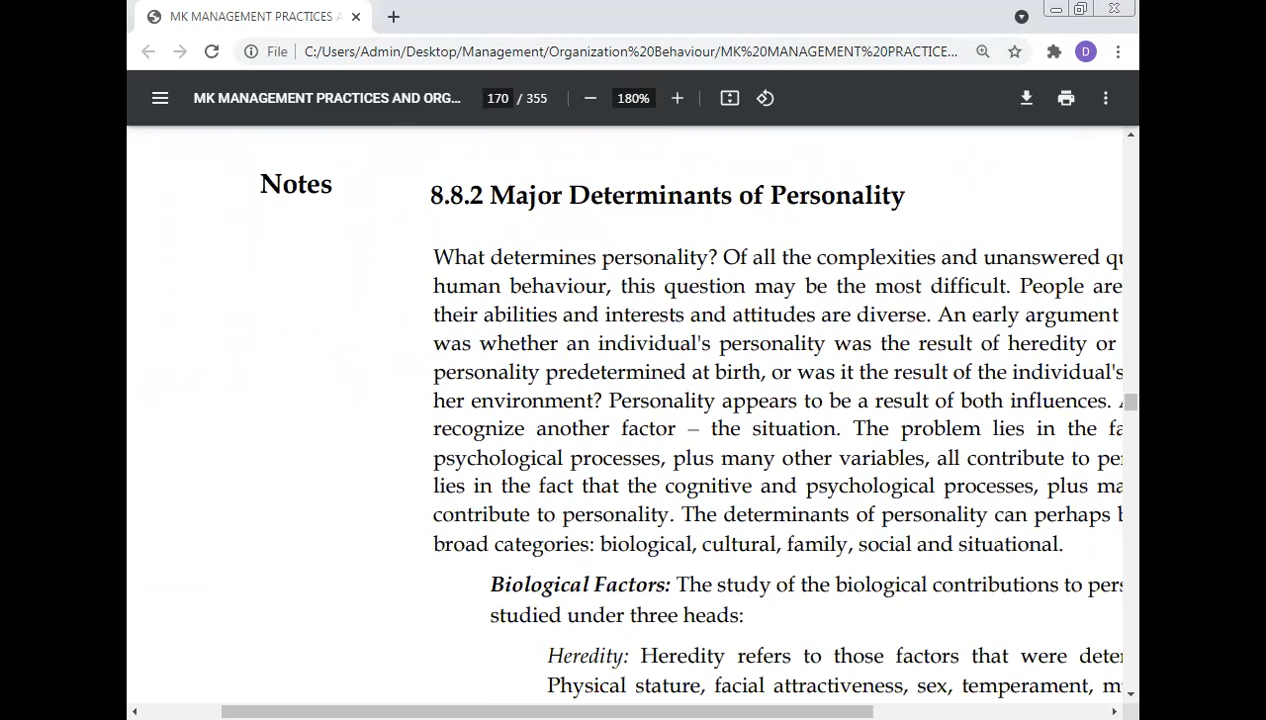 MK MANAGEMENT PRACTICES
File C:/Users/Admin/Desktop/Management/Organization%20Behaviour/MK%20MANAGEMENT%20PRACTICE...
D
MK MANAGEMENT PRACTICES AND ORG... 170 / 355 180%
Notes
8.8.2 Major Determinants of Personality
What determines personality? Of all the complexities and unanswered
human behaviour, this question may be the most difficult. People are
their abilities and interests and attitudes are diverse. An early argument
was whether an individual's personality was the result of heredity or
personality predetermined at birth, or was it the result of the individual's
her environment? Personality appears to be a result of both influences.
recognize another factor – the situation. The problem lies in the
psychological processes, plus many other variables, all contribute to
lies in the fact that the cognitive and psychological processes, plus
contribute to personality. The determinants of personality can perhaps
broad categories: biological, cultural, family, social and situational.
Biological Factors: The study of the biological contributions to
studied under three heads:
Heredity: Heredity refers to those factors that were
Physical stature, facial attractiveness, sex, temperament,